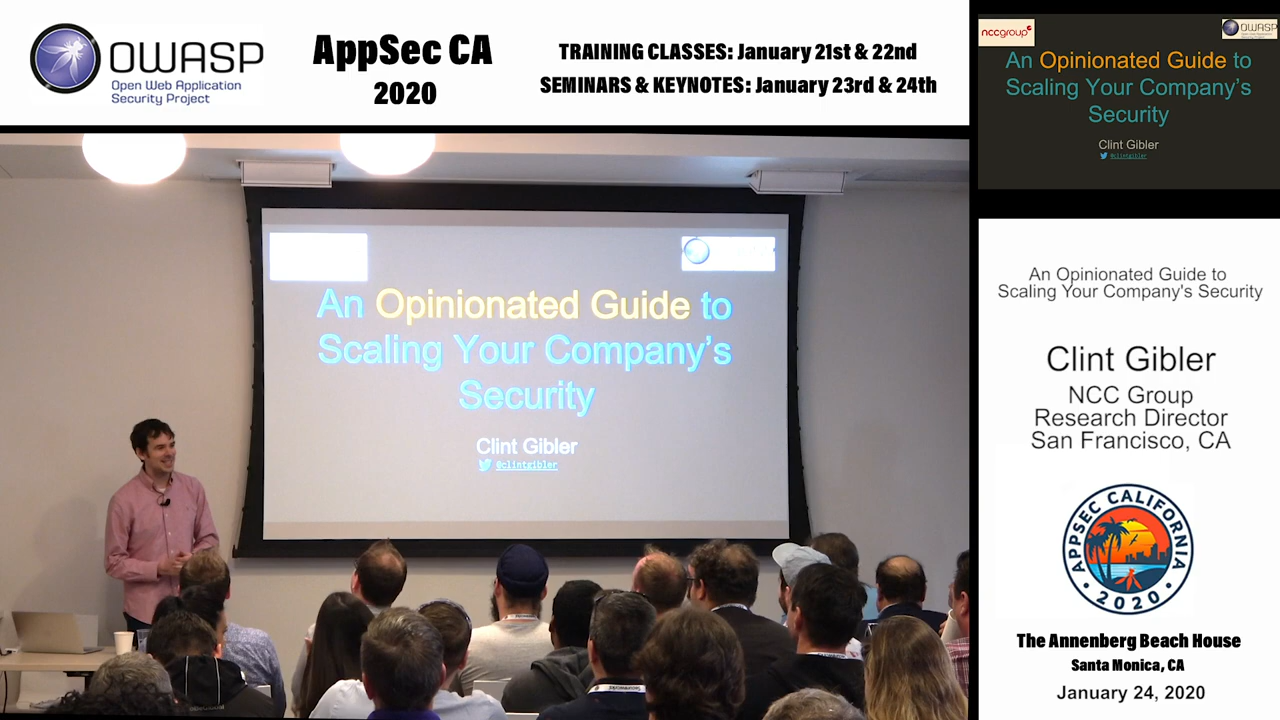 OWASP
Open Web Application
Security Project
AppSec CA
2020
TRAINING CLASSES: January 21st & 22nd
SEMINARS & KEYNOTES: January 23rd & 24th
An Opinionated Guide to
Scaling Your Company's
Security
Clint Gibler
@clintgibler
nccgroup
OWASP
An Opinionated Guide to
Scaling Your Company's
Security
Clint Gibler
@clintgibler
An Opinionated Guide to
Scaling Your Company's Security
Clint Gibler
NCC Group
Research Director
San Francisco, CA
APPSEC CALIFORNIA
2020
The Annenberg Beach House
Santa Monica, CA
January 24, 2020